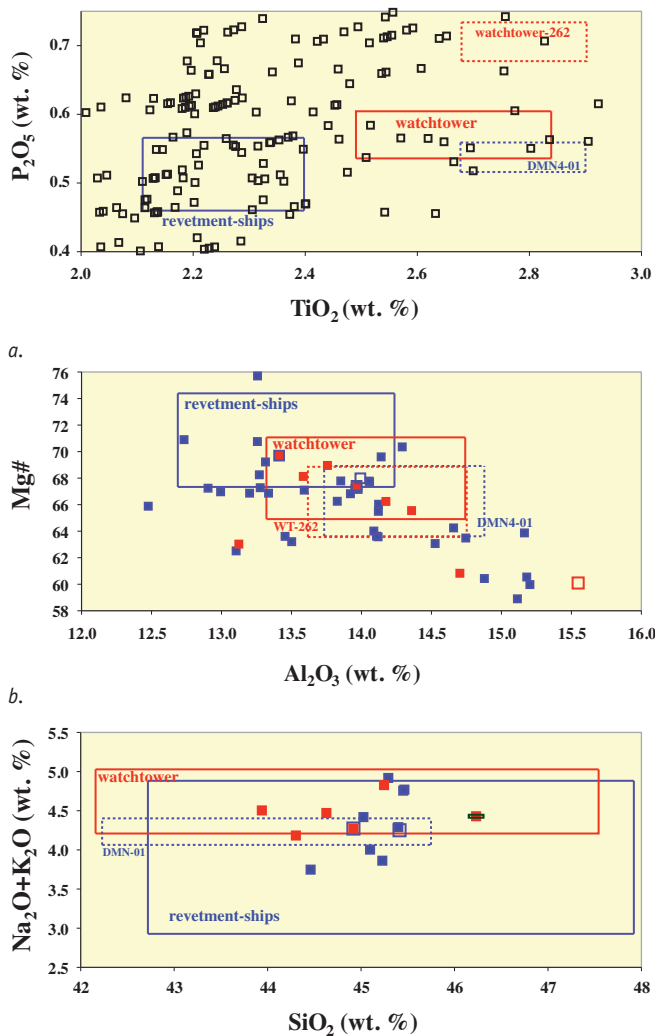 P₂O₅ (wt. %)
0.7
0.6
0.5
0.4
watchtower-262
watchtower
DMN4-01
revetment-ships
2.0 2.2 2.4 2.6 2.8 3.0
TiO₂ (wt. %)
a.
Mg#
76
74
72
70
68
66
64
62
60
58
revetment-ships
watchtower
WT-262
DMN4-01
12.0 12.5 13.0 13.5 14.0 14.5 15.0 15.5 16.0
Al₂O₃ (wt. %)
b.
Na₂O+K₂O (wt. %)
5.5
5.0
4.5
4.0
3.5
3.0
2.5
watchtower
DMN-01
revetment-ships
42 43 44 45 46 47 48
SiO₂ (wt. %)